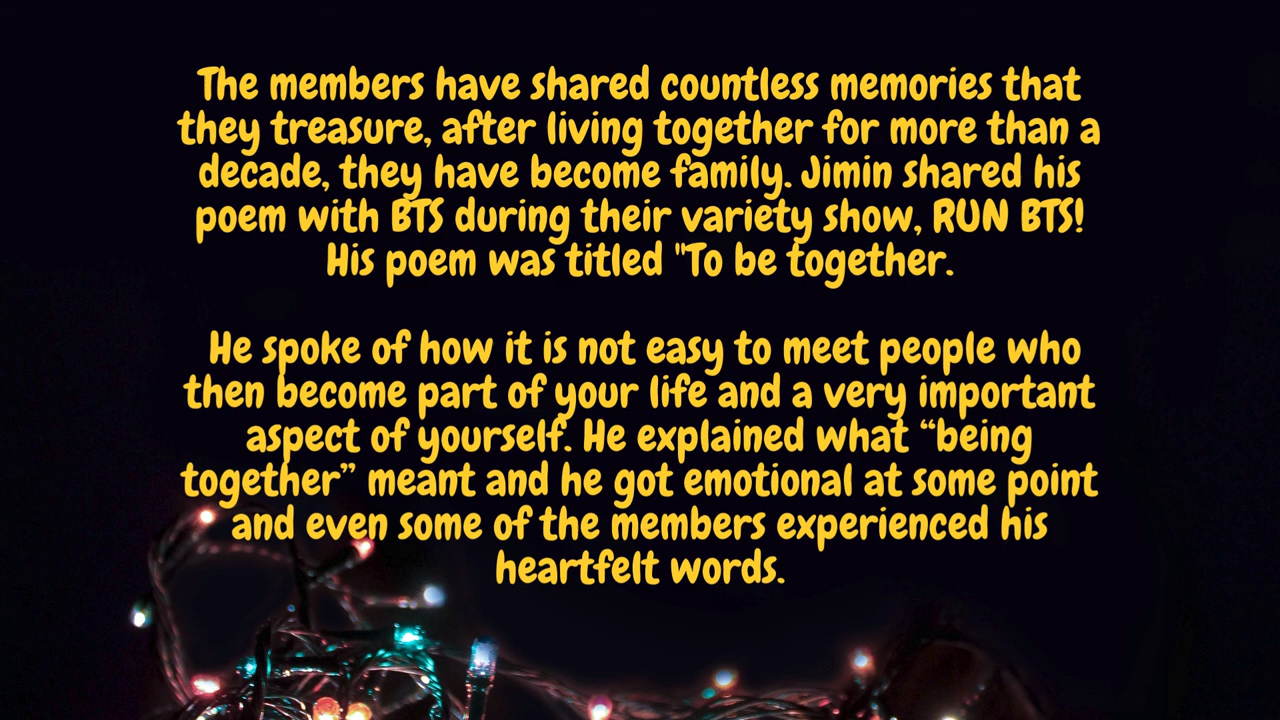 The members have shared countless memories that
they treasure, after living together for more than a
decade, they have become family. Jimin shared his
poem with BTS during their variety show, RUN BTS!
His poem was titled "To be together.
He spoke of how it is not easy to meet people who
then become part of your life and a very important
aspect of yourself. He explained what “being
together” meant and he got emotional at some point
and even some of the members experienced his
heartfelt words.